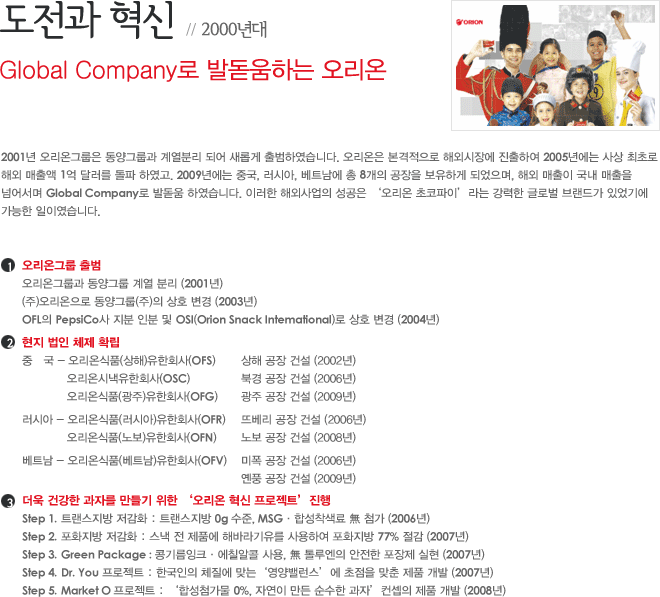 도전과 혁신 // 2000년대
ORION
Global Company로 발돋움하는 오리온
2001년 오리온그룹은 동양그룹과 계열분리 되어 새롭게 출범하였습니다. 오리온은 본격적으로 해외시장에 진출하여 2005년에는 사상 최초로
해외 매출액 1억 달러를 돌파 하였고, 2009년에는 중국, 러시아, 베트남에 총 8개의 공장을 보유하게 되었으며, 해외 매출이 국내 매출을
넘어서며 Global Company로 발돋움 하였습니다. 이러한 해외사업의 성공은 ‘오리온 초코파이’라는 강력한 글로벌 브랜드가 있었기에
가능한 일이였습니다.
1 오리온그룹 출범
오리온그룹과 동양그룹 계열 분리 (2001년)
(주)오리온으로 동양그룹(주)의 상호 변경 (2003년)
OFL의 PepsiCo사 지분 인분 및 OSI(Orion Snack International)로 상호 변경 (2004년)
2 현지 법인 체제 확립
중 국 – 오리온식품(상해)유한회사(OFS) 상해 공장 건설 (2002년)
오리온시낵유한회사(OSC) 북경 공장 건설 (2006년)
오리온식품(광주)유한회사(OFG) 광주 공장 건설 (2009년)
러시아 – 오리온식품(러시아)유한회사(OFR) 뜨베리 공장 건설 (2006년)
오리온식품(노보)유한회사(OFN) 노보 공장 건설 (2008년)
베트남 – 오리온식품(베트남)유한회사(OFV) 미폭 공장 건설 (2006년)
옌풍 공장 건설 (2009년)
3 더욱 건강한 과자를 만들기 위한 ‘오리온 혁신 프로젝트’진행
Step 1. 트랜스지방 저감화 : 트랜스지방 0g 수준, MSG · 합성착색료 無 첨가 (2006년)
Step 2. 포화지방 저감화 : 스낵 전 제품에 해바라기유를 사용하여 포화지방 77% 절감 (2007년)
Step 3. Green Package : 콩기름잉크 · 에칠알콜 사용, 無 톨루엔의 안전한 포장제 실현 (2007년)
Step 4. Dr. You 프로젝트 : 한국인의 체질에 맞는‘영양밸런스’에 초점을 맞춘 제품 개발 (2007년)
Step 5. Market O 프로젝트 : ‘합성첨가물 0%, 자연이 만든 순수한 과자’컨셉의 제품 개발 (2008년)